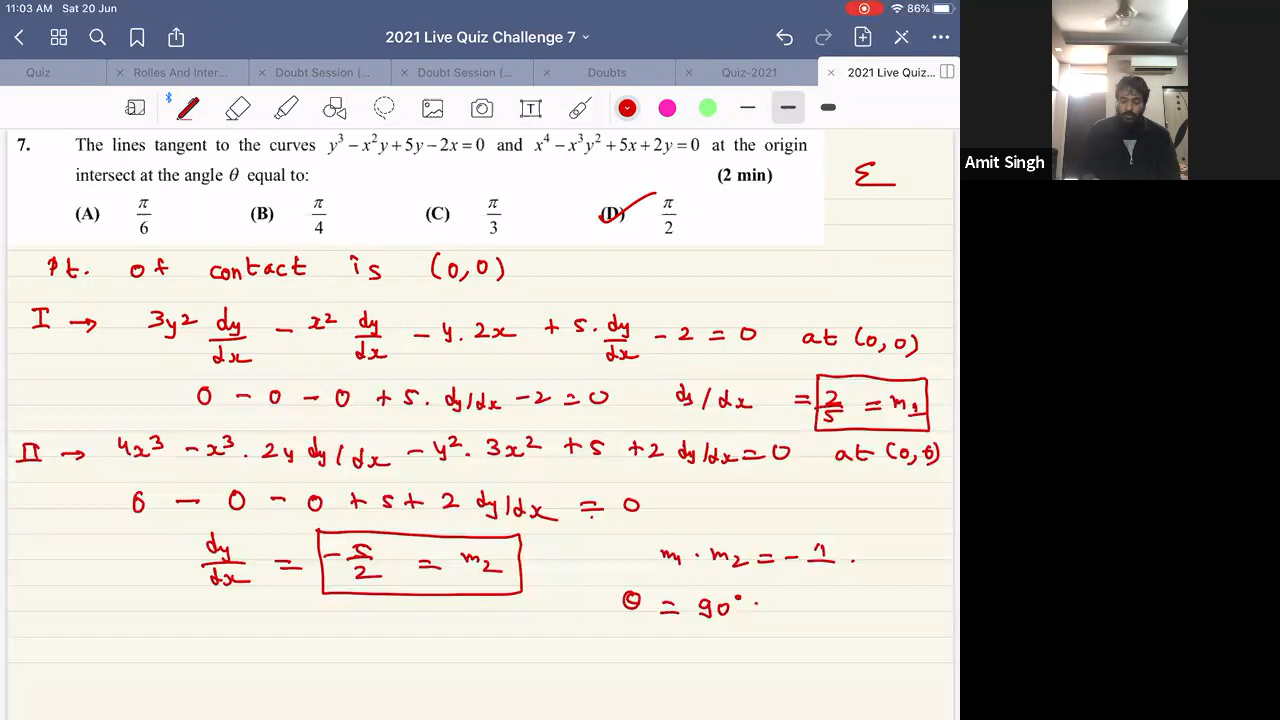 11:03 AM Sat 20 Jun
86%
2021 Live Quiz Challenge 7
Quiz
Rolles And Inter...
Doubt Session (...
Doubt Session (...
Doubts
Quiz-2021
2021 Live Quiz...
Amit Singh
7. The lines tangent to the curves y³ − x²y + 5y − 2x = 0 and x⁴ − x³y² + 5x + 2y = 0 at the origin
intersect at the angle θ equal to: (2 min)
(A) π/6 (B) π/4 (C) π/3 (D) π/2
Pt. of contact is (0,0)
I → 3y² dy/dx − x² dy/dx − y. 2x + 5. dy/dx − 2 = 0 at (0,0)
0 − 0 − 0 + 5. dy/dx − 2 = 0 dy/dx = 2/5 = m₁
II → 4x³ − x³. 2y dy/dx − y². 3x² + 5 + 2 dy/dx = 0 at (0,0)
0 − 0 − 0 + 5 + 2 dy/dx = 0
dy/dx = −5/2 = m₂ m₁ . m₂ = −1.
θ = 90°.